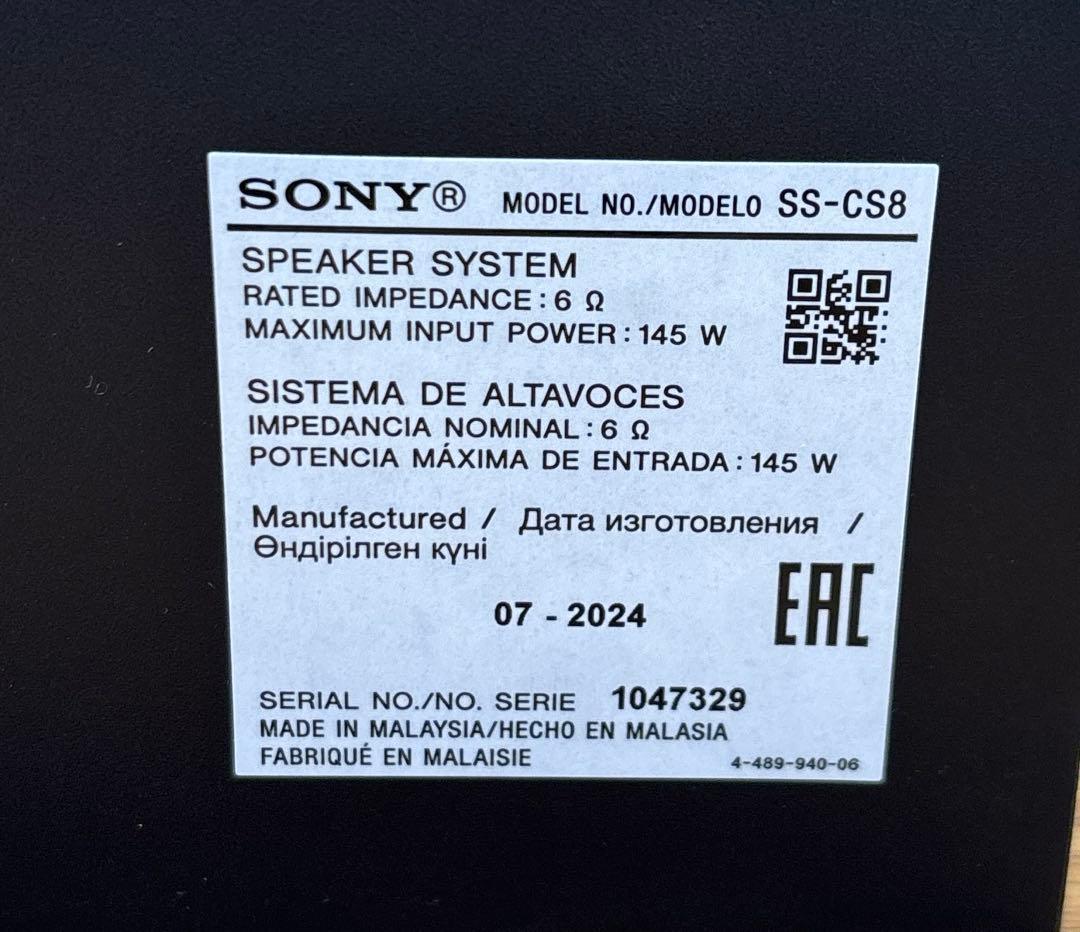 SONY® MODEL NO./MODELO SS-CS8
SPEAKER SYSTEM
RATED IMPEDANCE : 6 Ω
MAXIMUM INPUT POWER : 145 W
SISTEMA DE ALTAVOCES
IMPEDANCIA NOMINAL : 6 Ω
POTENCIA MÁXIMA DE ENTRADA : 145 W
Manufactured / Дата изготовления /
Өндірілген күні
EAC
07 - 2024
SERIAL NO./NO. SERIE 1047329
MADE IN MALAYSIA/HECHO EN MALASIA
FABRIQUÉ EN MALAISIE 4-489-940-06